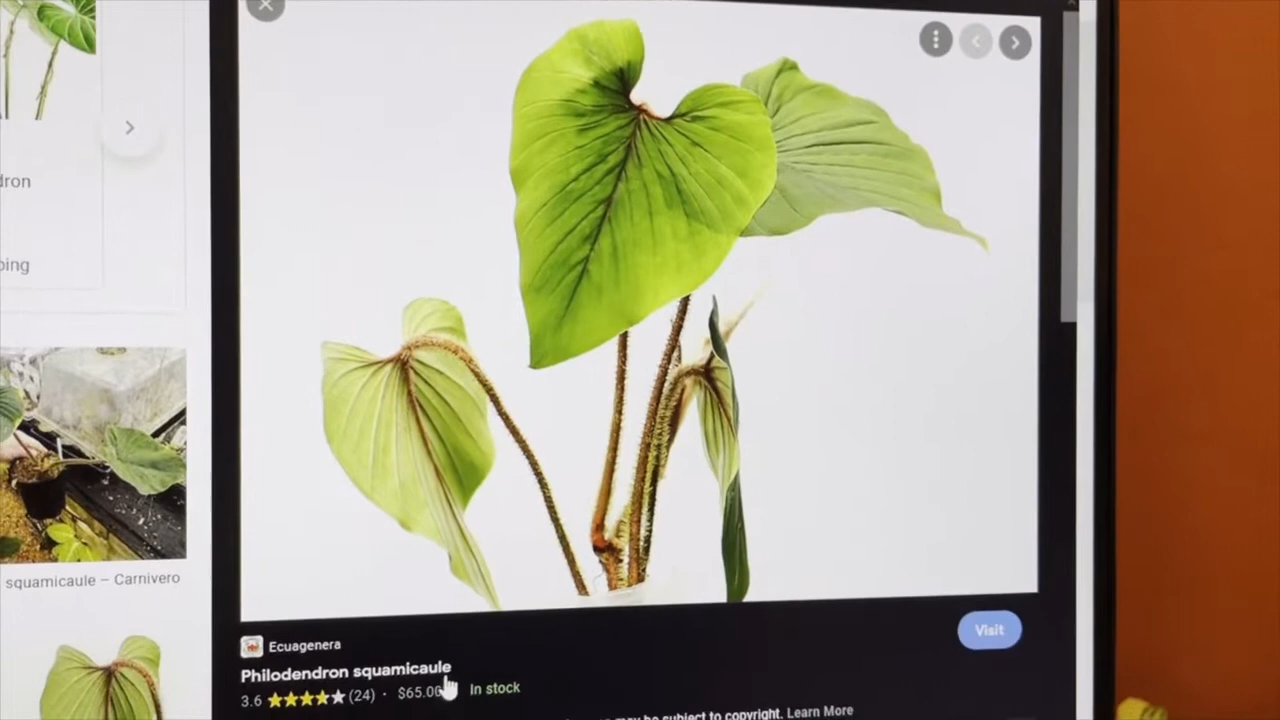 dron
ping
squamicaule – Carnivero
Ecuagenera
Visit
Philodendron squamicaule
3.6 (24) · $65.00 In stock
may be subject to copyright. Learn More